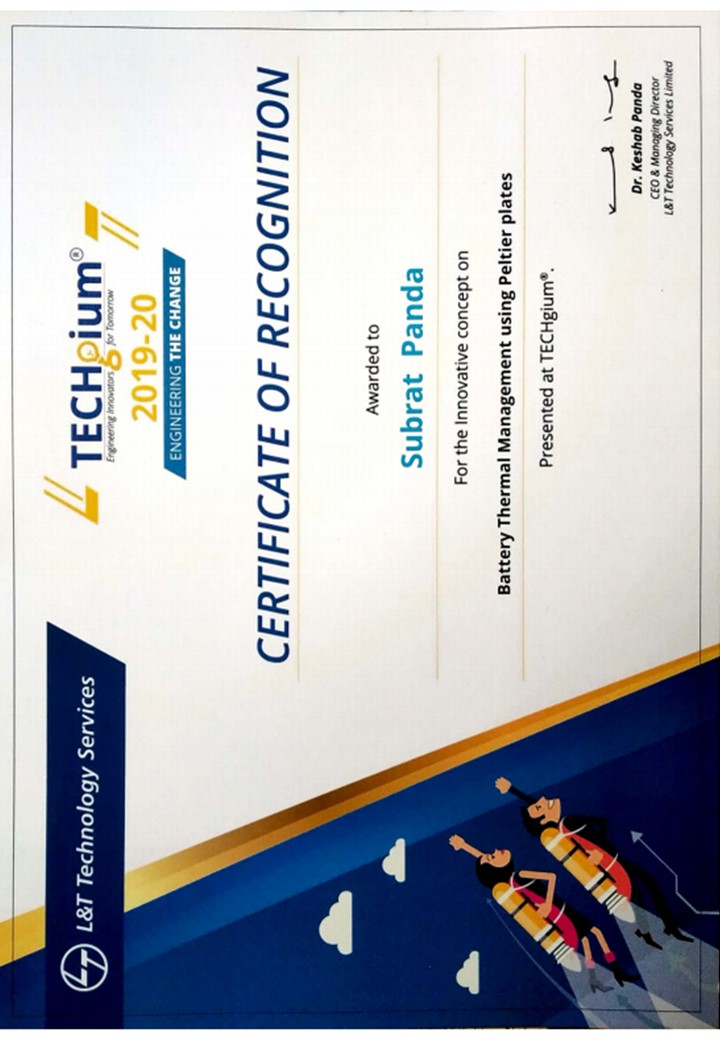 L&T Technology Services
TECHgium®
Engineering Innovators for Tomorrow
2019-20
ENGINEERING THE CHANGE
CERTIFICATE OF RECOGNITION
Awarded to
Subrat Panda
For the Innovative concept on
Battery Thermal Management using Peltier plates
Presented at TECHgium®.
Dr. Keshab Panda
CEO & Managing Director
L&T Technology Services Limited